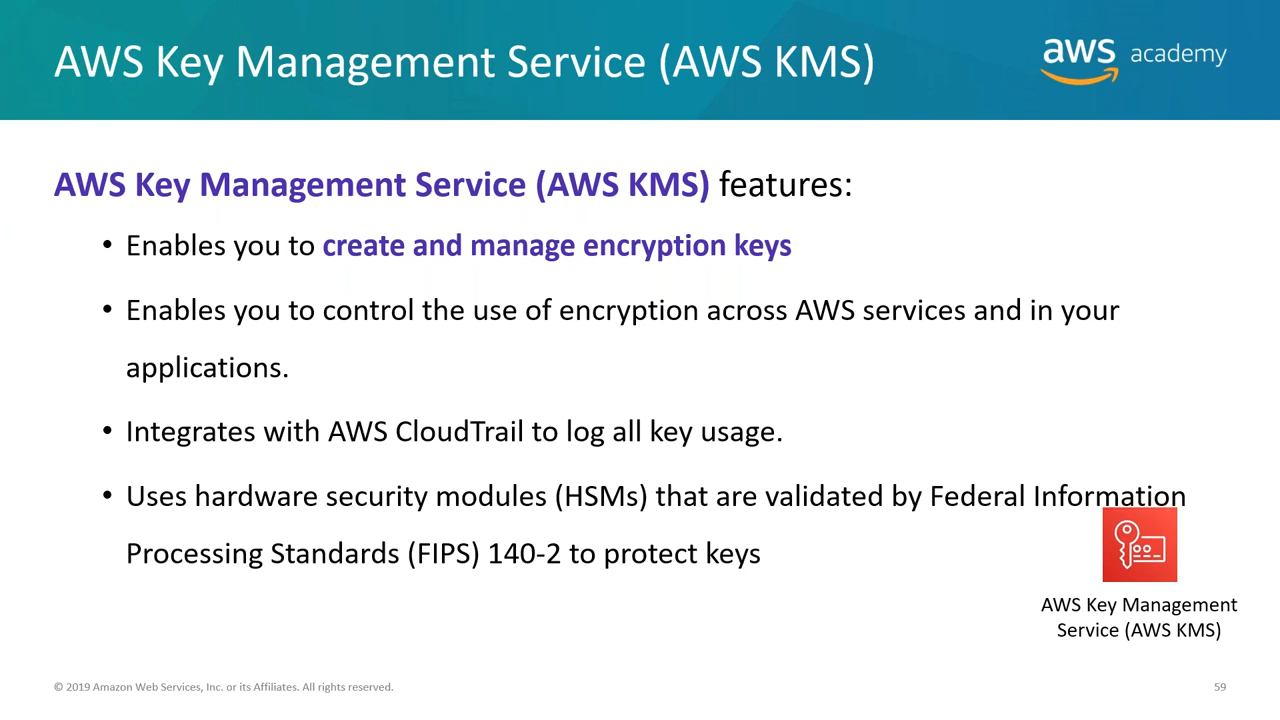 AWS Key Management Service (AWS KMS)
aws academy
AWS Key Management Service (AWS KMS) features:
• Enables you to create and manage encryption keys
• Enables you to control the use of encryption across AWS services and in your
applications.
• Integrates with AWS CloudTrail to log all key usage.
• Uses hardware security modules (HSMs) that are validated by Federal Information
Processing Standards (FIPS) 140-2 to protect keys
AWS Key Management
Service (AWS KMS)
© 2019 Amazon Web Services, Inc. or its Affiliates. All rights reserved.
59